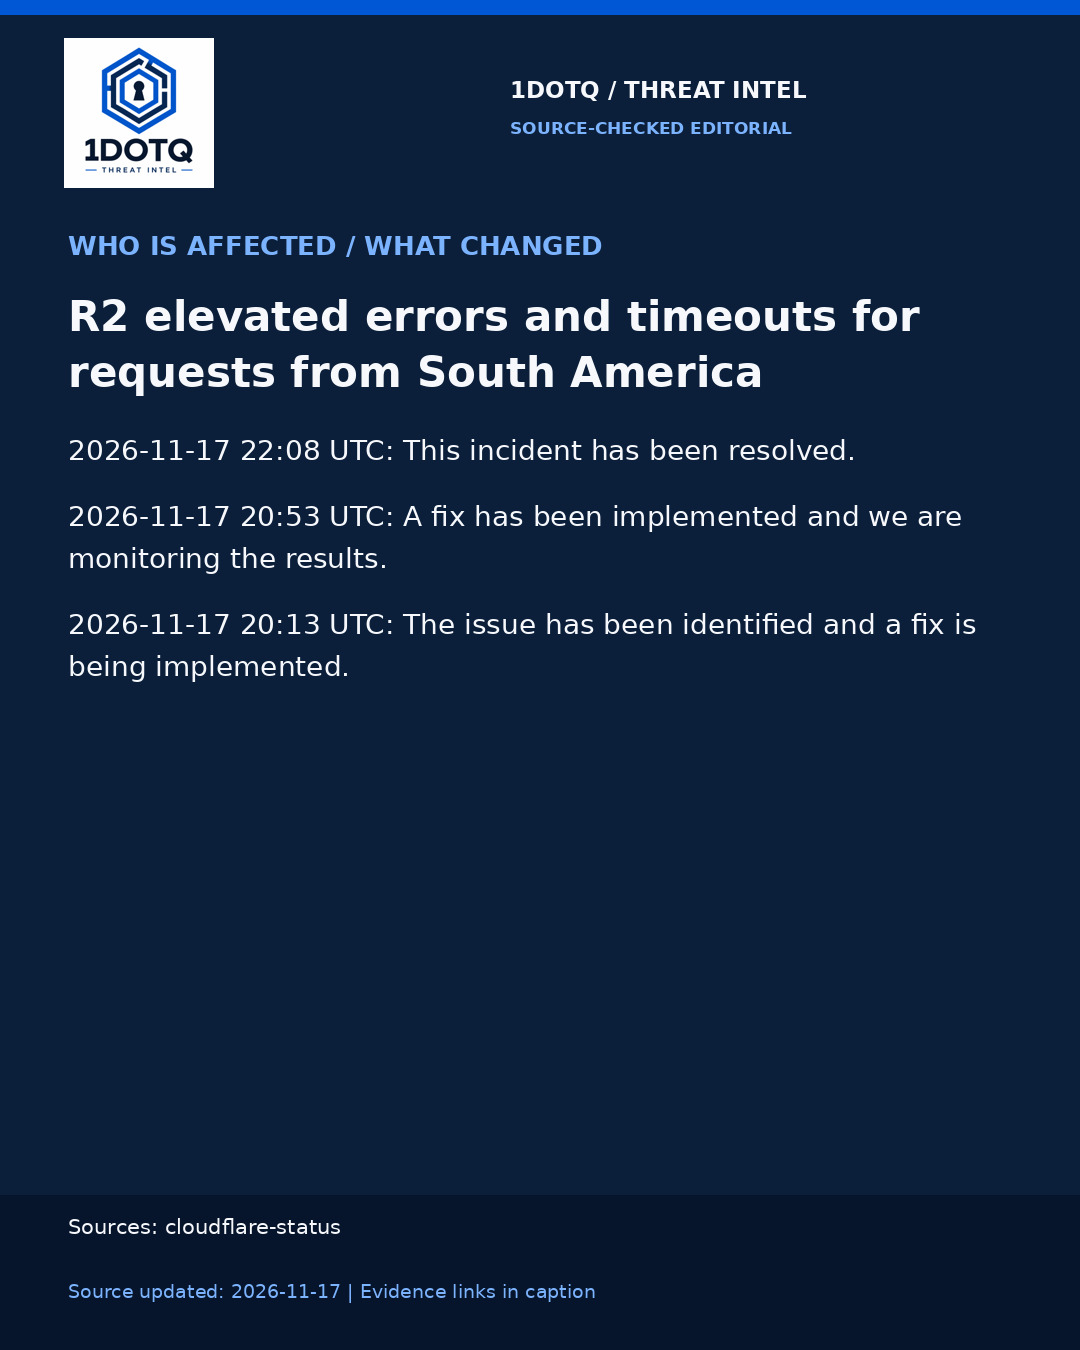 1DOTQ
THREAT INTEL
1DOTQ / THREAT INTEL
SOURCE-CHECKED EDITORIAL
WHO IS AFFECTED / WHAT CHANGED
R2 elevated errors and timeouts for
requests from South America
2026-11-17 22:08 UTC: This incident has been resolved.
2026-11-17 20:53 UTC: A fix has been implemented and we are
monitoring the results.
2026-11-17 20:13 UTC: The issue has been identified and a fix is
being implemented.
Sources: cloudflare-status
Source updated: 2026-11-17 | Evidence links in caption